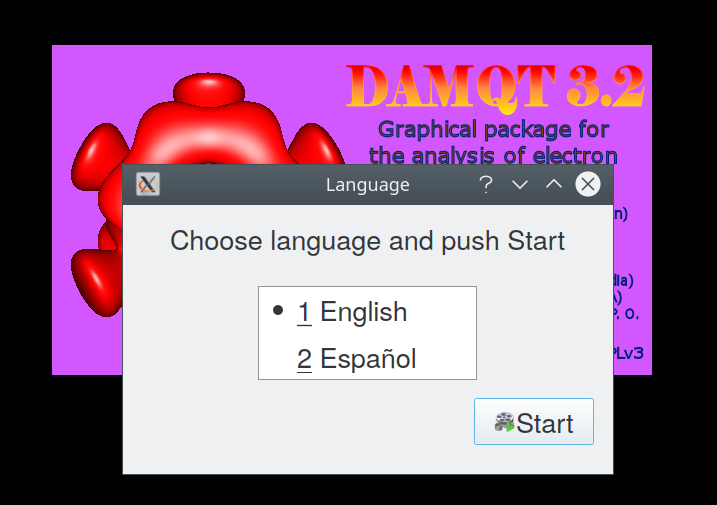 DAMQT 3.2
Graphical package for
the analysis of electron
Language
Choose language and push Start
1 English
2 Español
Start
P. O.
PLv3